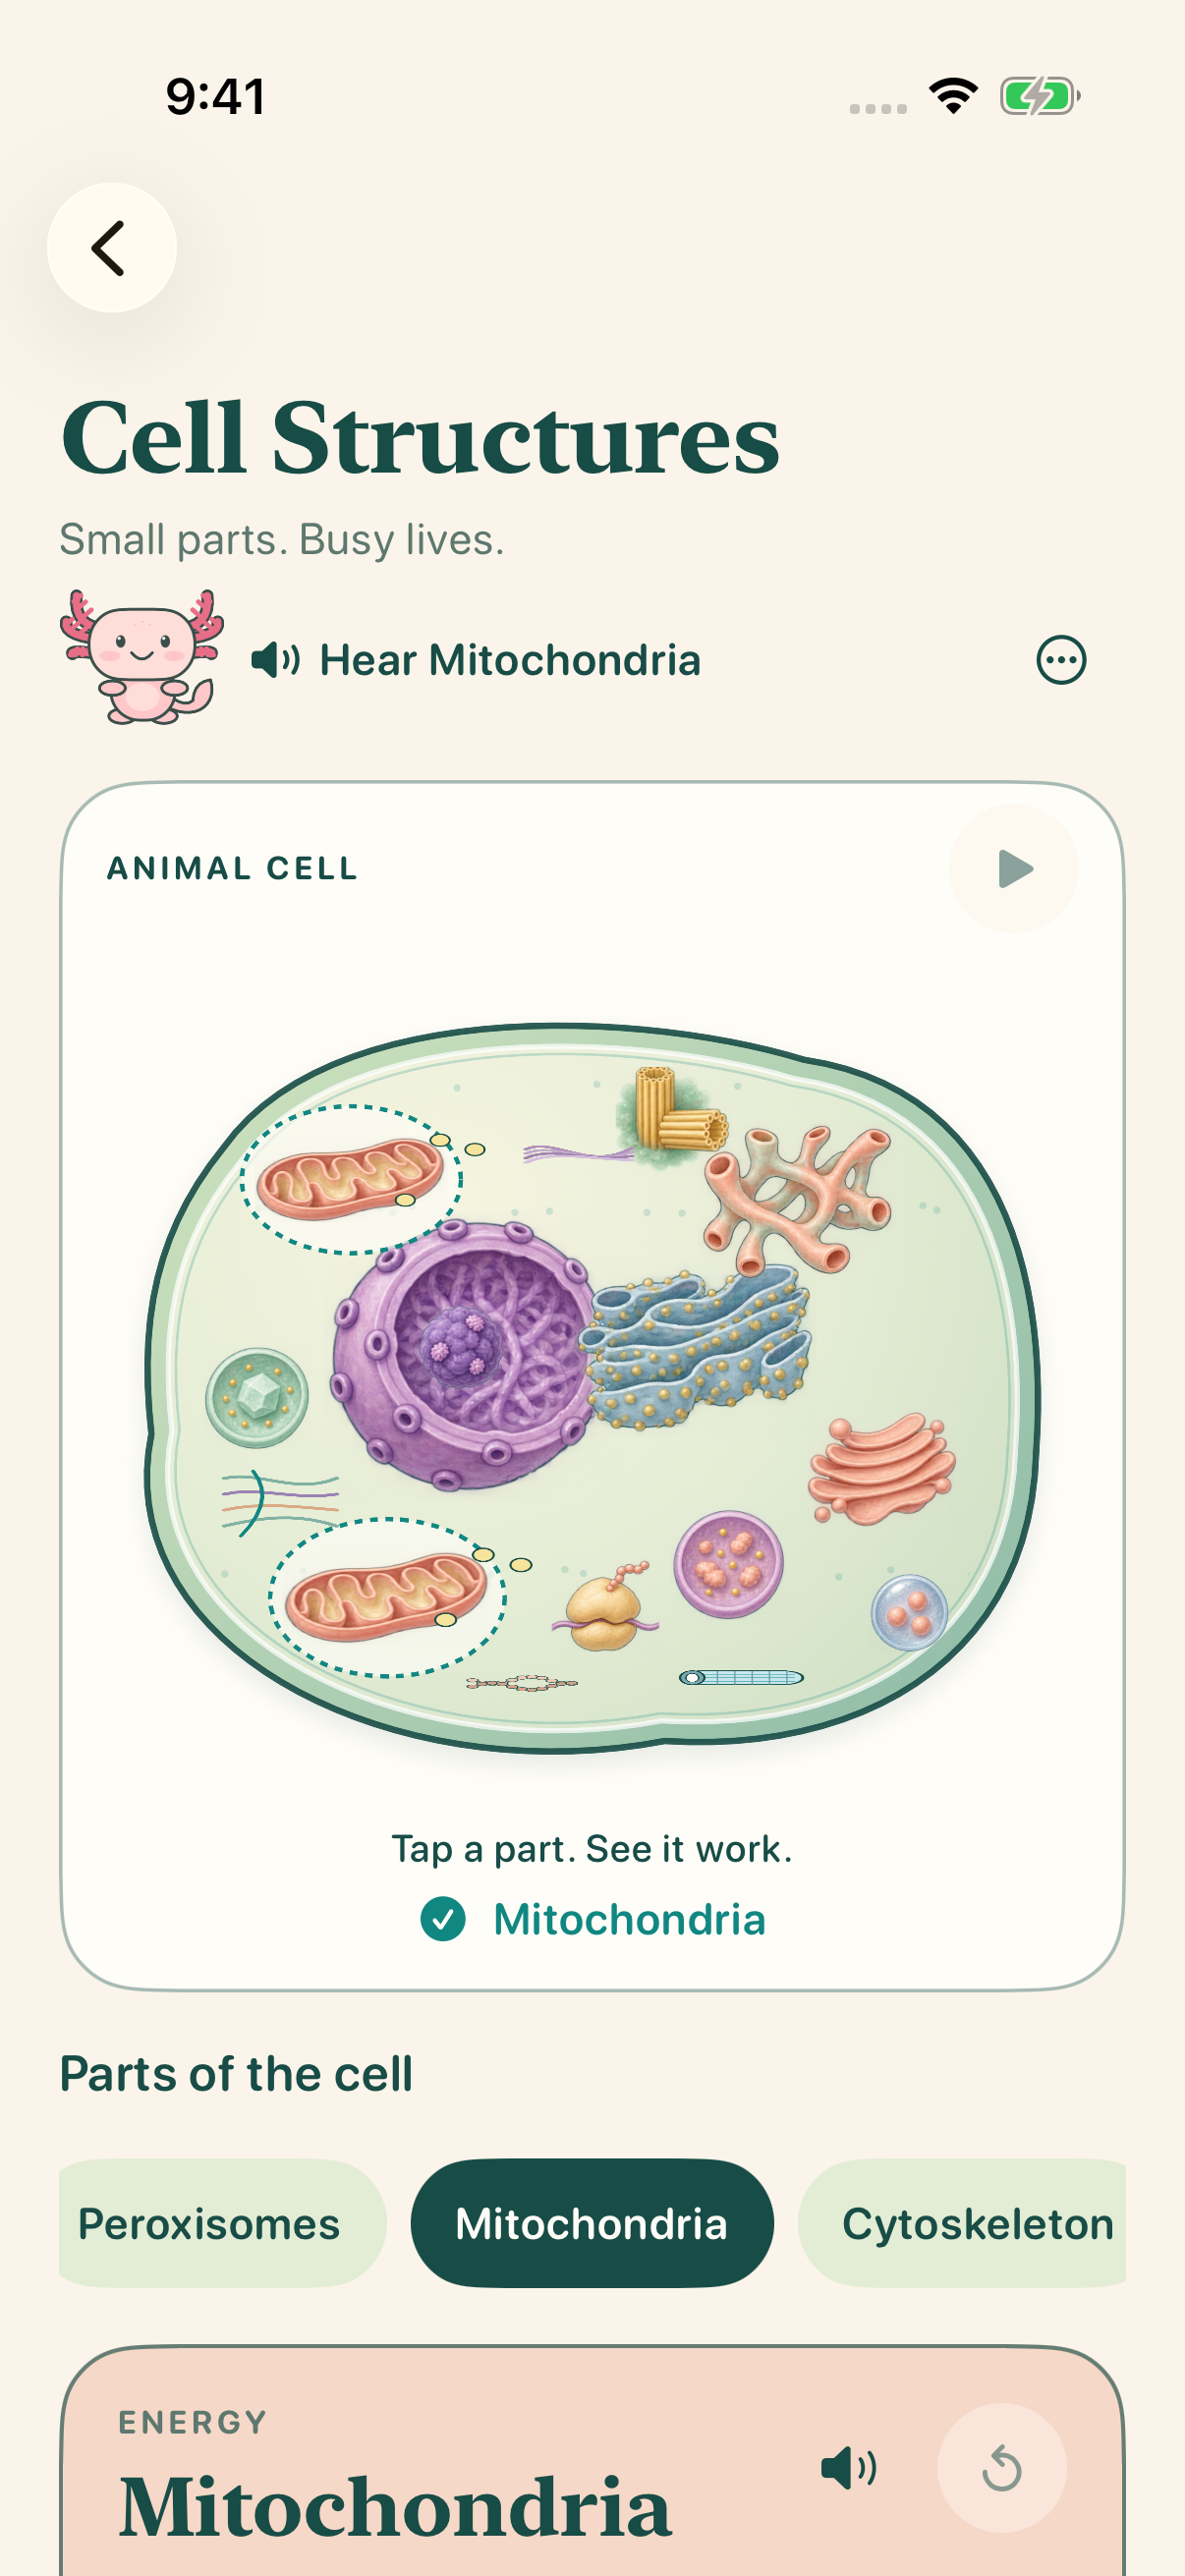 9:41
Cell Structures
Small parts. Busy lives.
Hear Mitochondria
ANIMAL CELL
Tap a part. See it work.
Mitochondria
Parts of the cell
Peroxisomes
Mitochondria
Cytoskeleton
ENERGY
Mitochondria